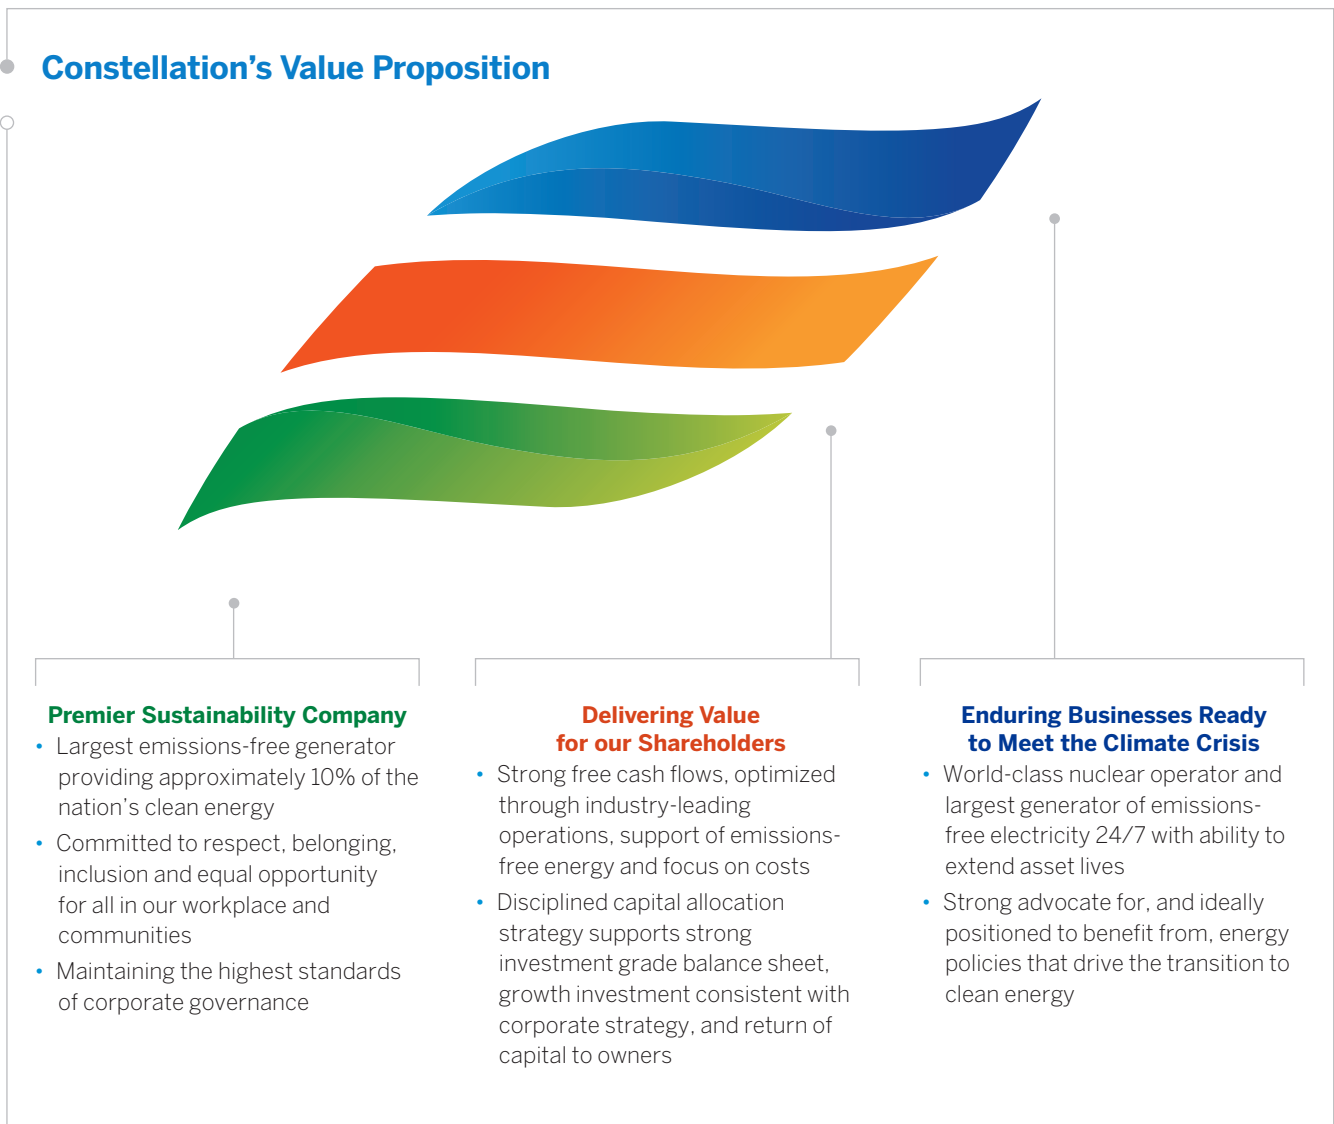 Constellation’s Value Proposition
Premier Sustainability Company
• Largest emissions-free generator
providing approximately 10% of the
nation’s clean energy
• Committed to respect, belonging,
inclusion and equal opportunity
for all in our workplace and
communities
• Maintaining the highest standards
of corporate governance
Delivering Value
for our Shareholders
• Strong free cash flows, optimized
through industry-leading
operations, support of emissions-
free energy and focus on costs
• Disciplined capital allocation
strategy supports strong
investment grade balance sheet,
growth investment consistent with
corporate strategy, and return of
capital to owners
Enduring Businesses Ready
to Meet the Climate Crisis
• World-class nuclear operator and
largest generator of emissions-
free electricity 24/7 with ability to
extend asset lives
• Strong advocate for, and ideally
positioned to benefit from, energy
policies that drive the transition to
clean energy